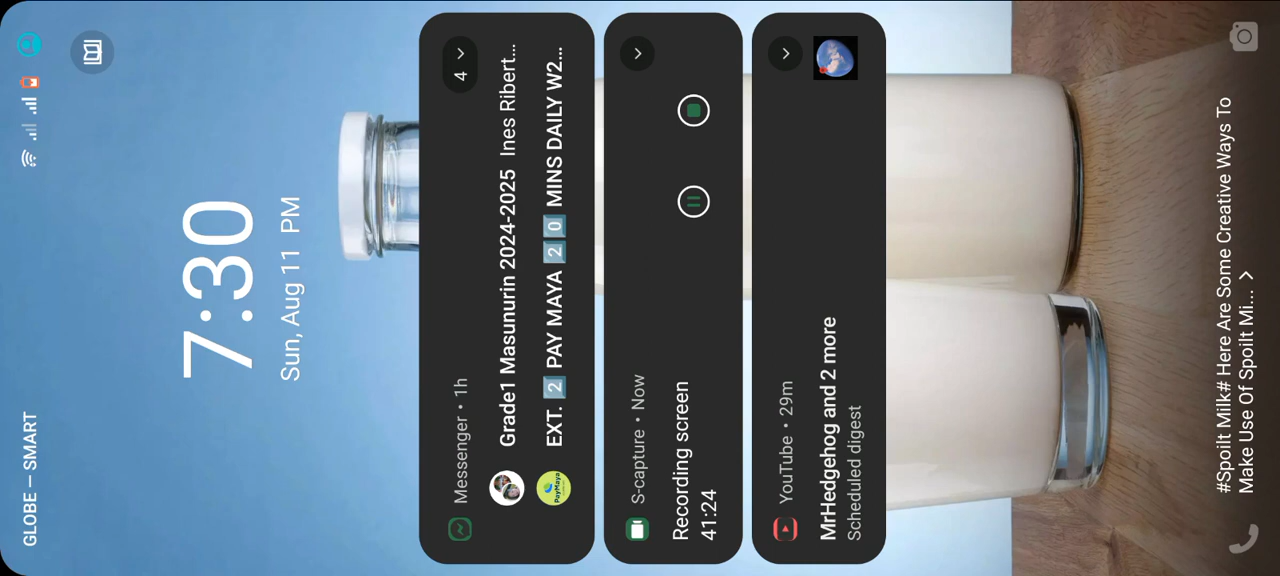 GLOBE — SMART
7:30
Sun, Aug 11 PM
Messenger • 1h
4
Grade1 Masunurin 2024-2025 Ines Ribert...
EXT. 2️⃣ PAY MAYA 2️⃣0️⃣ MINS DAILY W2...
PayMaya
S-capture • Now
Recording screen
41:24
YouTube • 29m
MrHedgehog and 2 more
Scheduled digest
#Spoilt Milk# Here Are Some Creative Ways To
Make Use Of Spoilt Mi... >